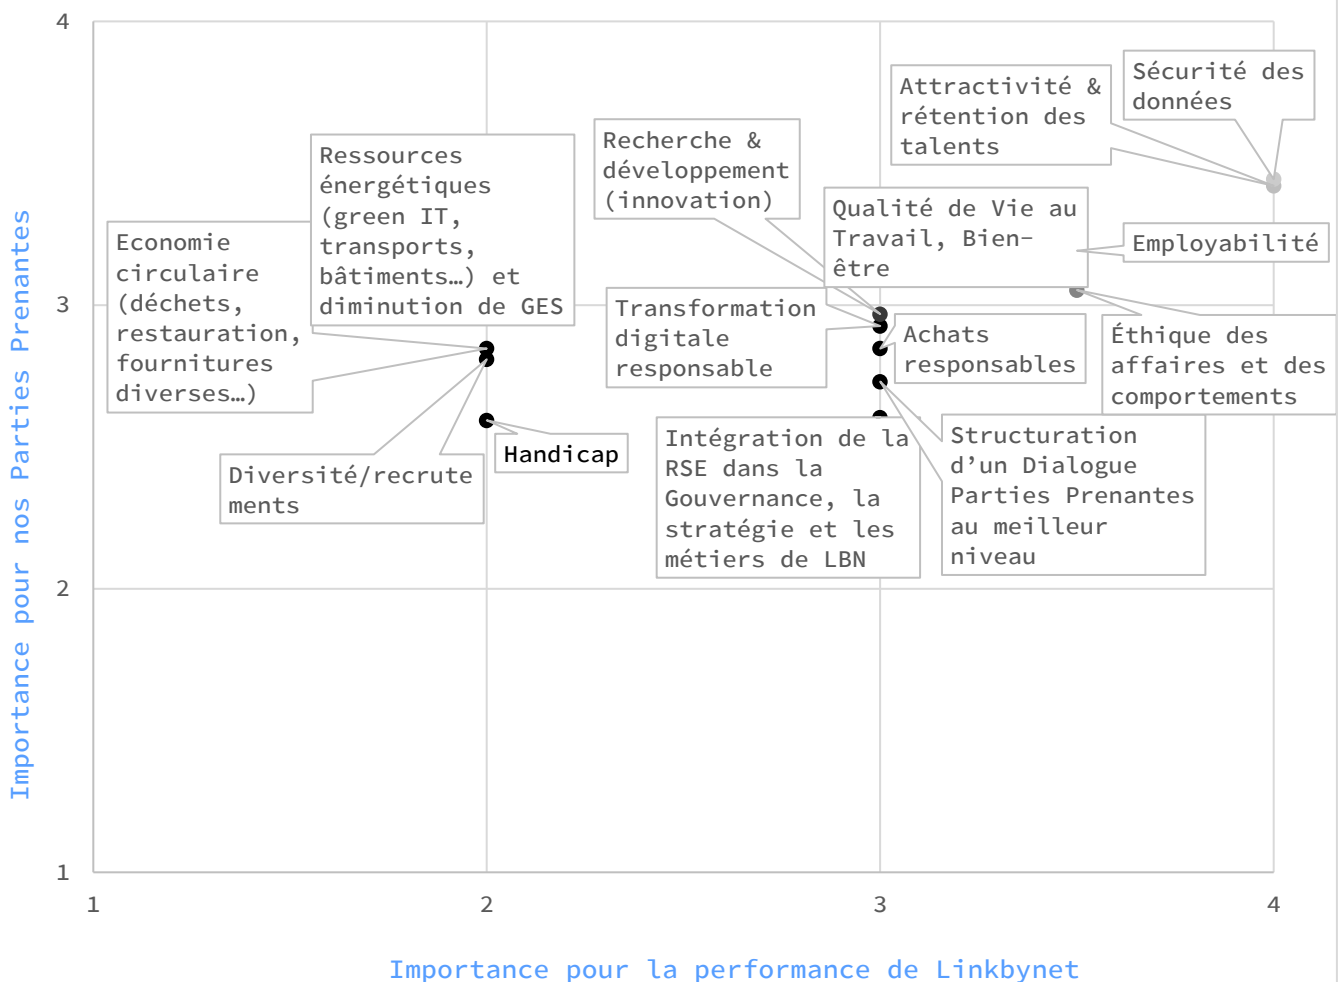 4
3
2
1
Importance pour nos Parties Prenantes
Economie
circulaire
(déchets,
restauration,
fournitures
diverses…)
Ressources
énergétiques
(green IT,
transports,
bâtiments…) et
diminution de GES
Diversité/recrute
ments
Handicap
Recherche &
développement
(innovation)
Transformation
digitale
responsable
Attractivité &
rétention des
talents
Sécurité des
données
Qualité de Vie au
Travail, Bien-
être
Employabilité
Achats
responsables
Éthique des
affaires et des
comportements
Intégration de la
RSE dans la
Gouvernance, la
stratégie et les
métiers de LBN
Structuration
d’un Dialogue
Parties Prenantes
au meilleur
niveau
1
2
3
4
Importance pour la performance de Linkbynet